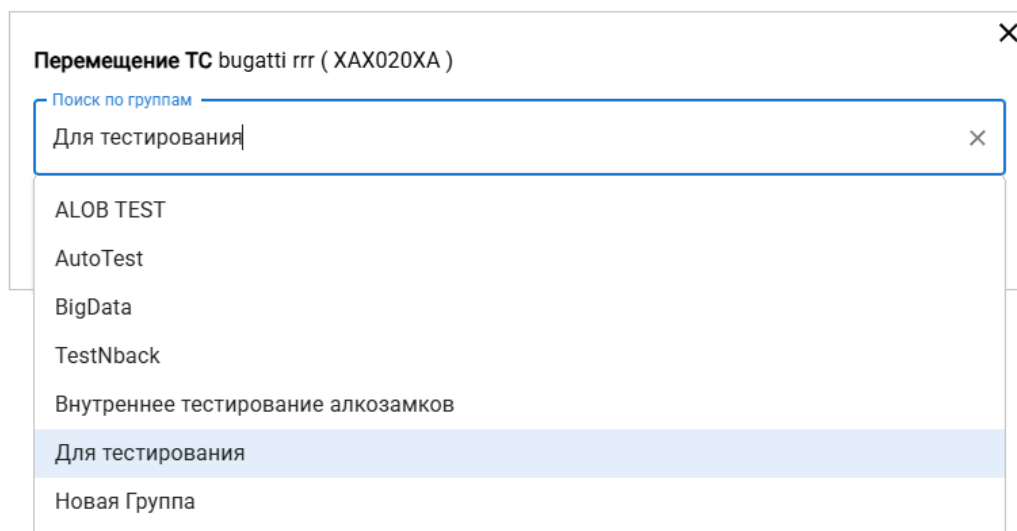 Перемещение ТС bugatti rrr ( XAX020XA )
Поиск по группам
Для тестирования
ALOB TEST
AutoTest
BigData
TestNback
Внутреннее тестирование алкозамков
Для тестирования
Новая Группа